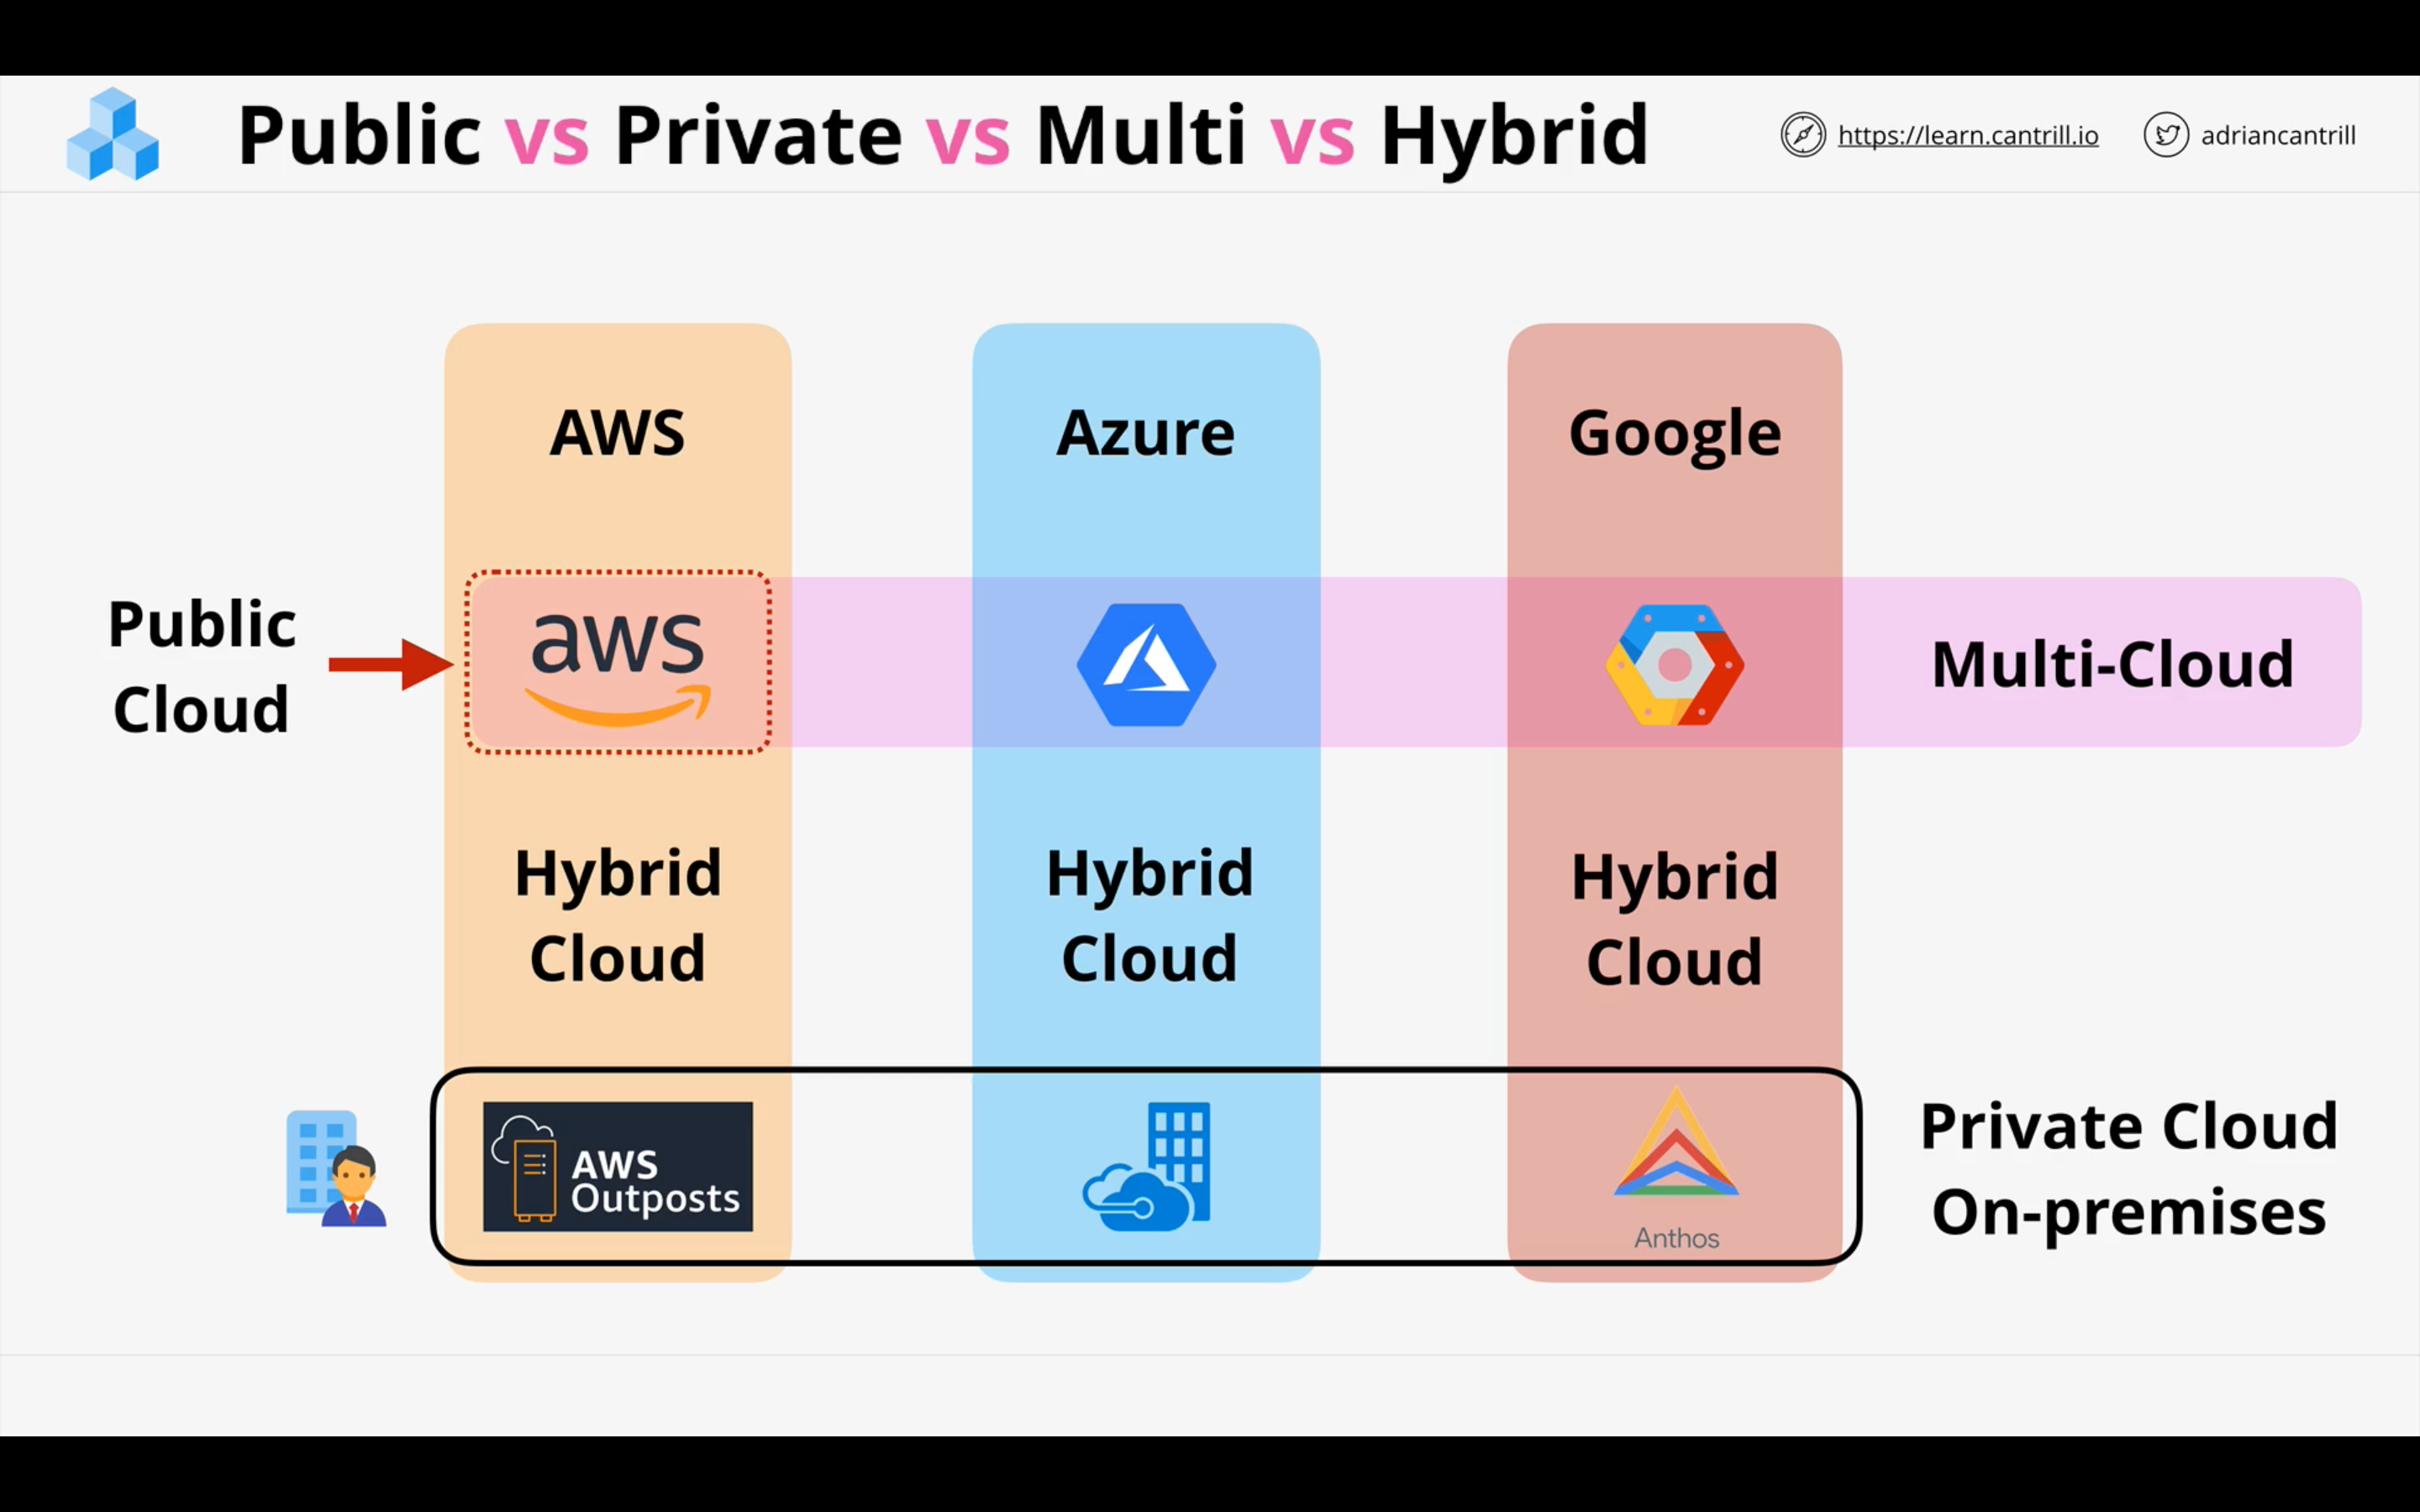 Public vs Private vs Multi vs Hybrid
https://learn.cantrill.io
adriancantrill
AWS
Azure
Google
Public
Cloud
aws
Multi-Cloud
Hybrid
Cloud
Hybrid
Cloud
Hybrid
Cloud
AWS
Outposts
Anthos
Private Cloud
On-premises